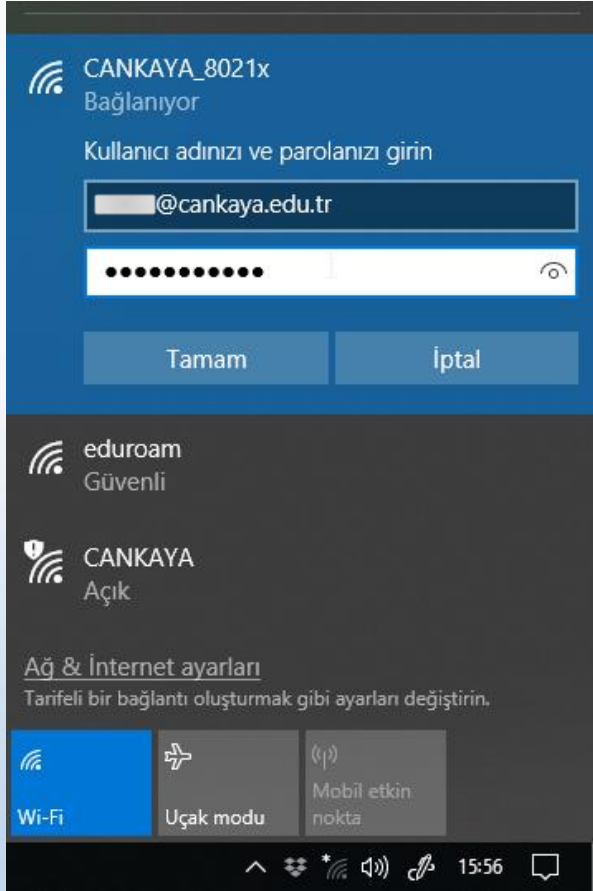 CANKAYA_8021x
Bağlanıyor
Kullanıcı adınızı ve parolanızı girin
@cankaya.edu.tr
Tamam
İptal
eduroam
Güvenli
CANKAYA
Açık
Ağ & İnternet ayarları
Tarifeli bir bağlantı oluşturmak gibi ayarları değiştirin.
Wi-Fi
Uçak modu
Mobil etkin
nokta
15:56